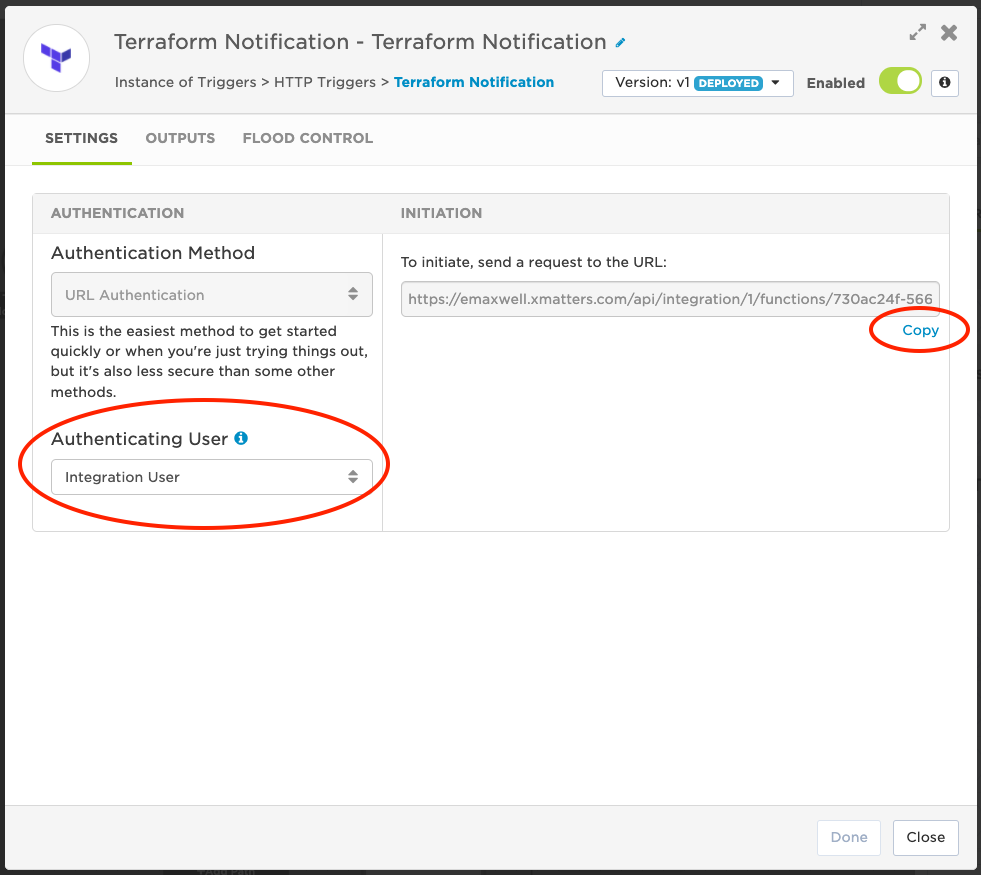 Terraform Notification - Terraform Notification
Instance of Triggers > HTTP Triggers > Terraform Notification
Version: v1 DEPLOYED
Enabled
SETTINGS
OUTPUTS
FLOOD CONTROL
AUTHENTICATION
Authentication Method
URL Authentication
This is the easiest method to get started
quickly or when you're just trying things out,
but it's also less secure than some other
methods.
Authenticating User
Integration User
INITIATION
To initiate, send a request to the URL:
https://emaxwell.xmatters.com/api/integration/1/functions/730ac24f-566
Copy
Done
Close